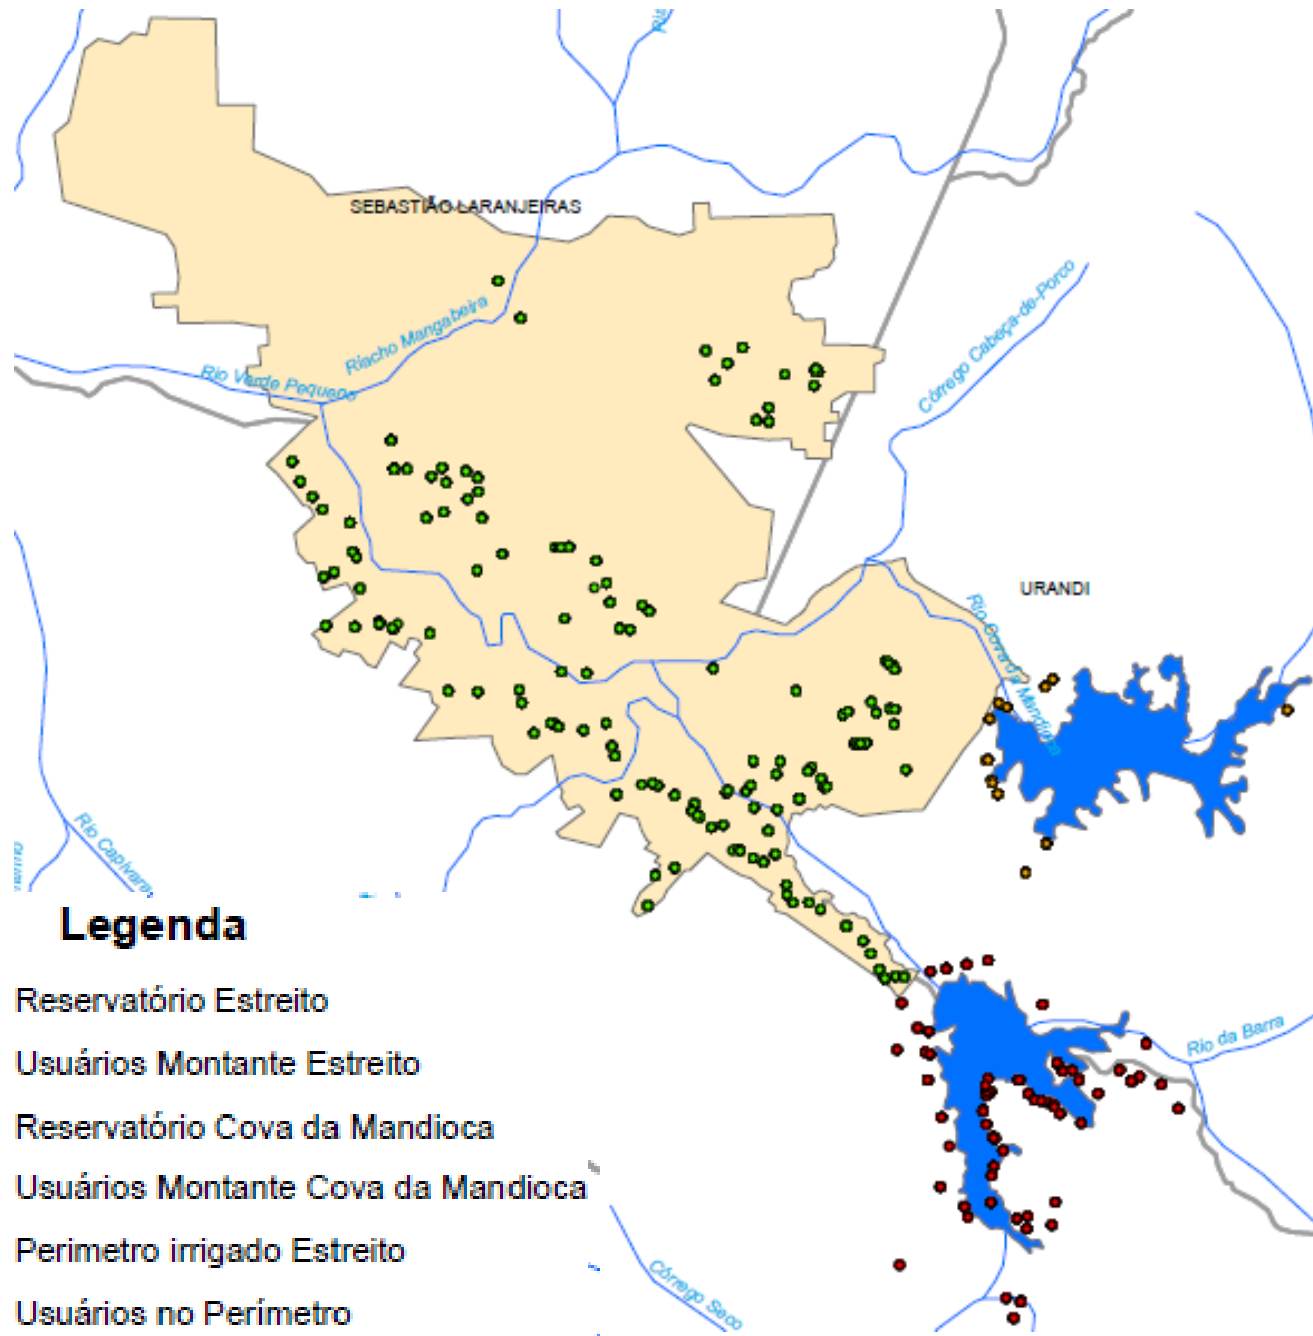 SEBASTIÃO LARANJEIRAS
Riacho Mangabeira
Rio Verde Pequeno
Córrego Cabeça-de-Porco
URANDI
Rio Cova da Mandioca
Rio Capivara
Rio da Barra
Córrego Seco
Legenda
Reservatório Estreito
Usuários Montante Estreito
Reservatório Cova da Mandioca
Usuários Montante Cova da Mandioca
Perimetro irrigado Estreito
Usuários no Perímetro